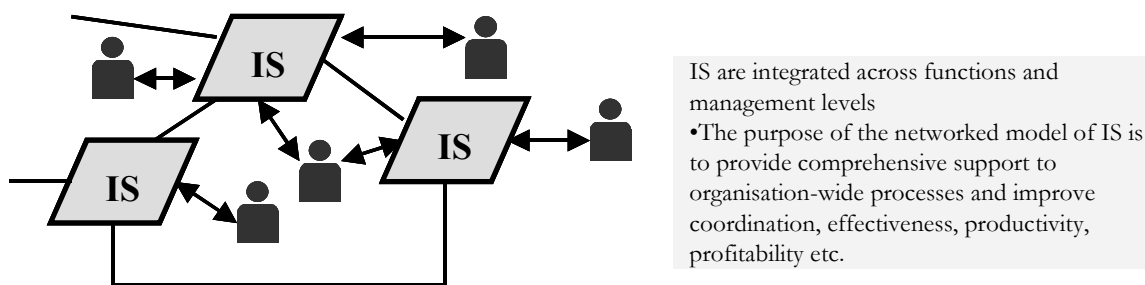 IS
IS
IS
IS are integrated across functions and
management levels
•The purpose of the networked model of IS is
to provide comprehensive support to
organisation-wide processes and improve
coordination, effectiveness, productivity,
profitability etc.